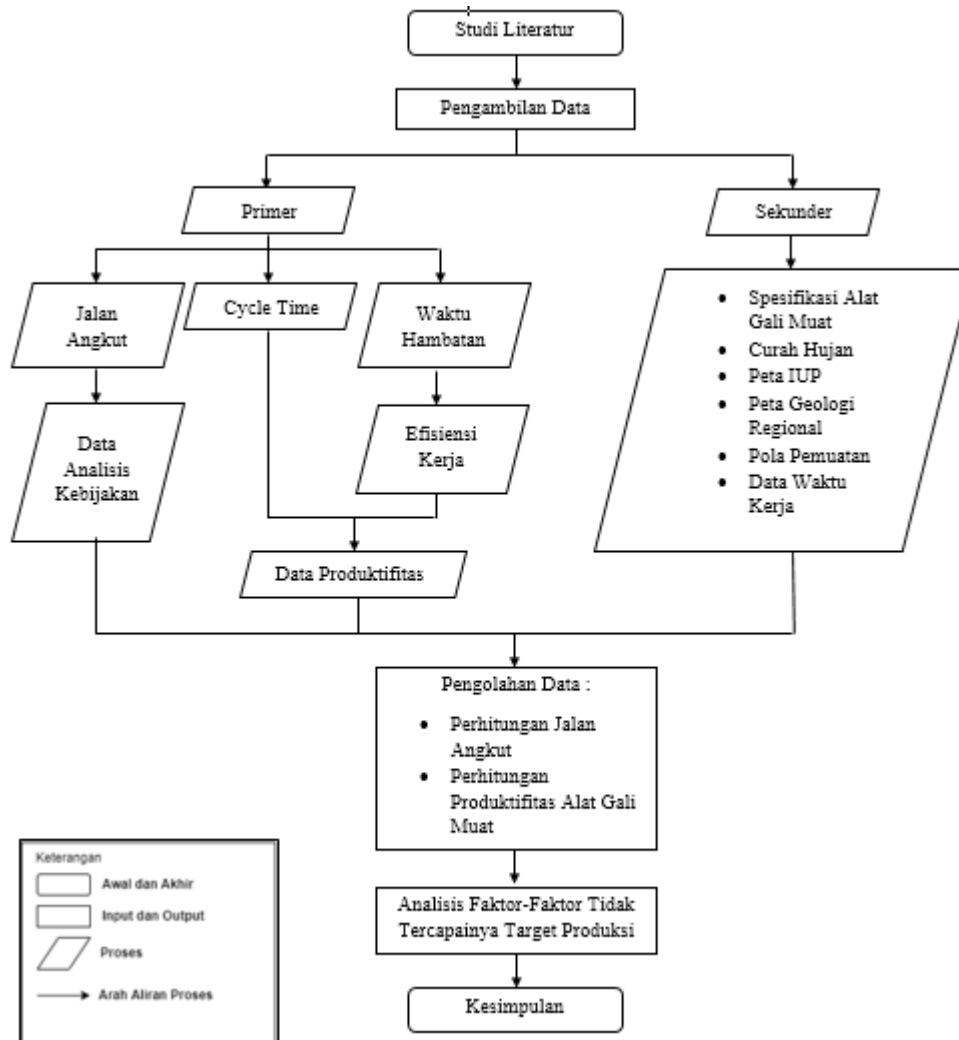 Studi Literatur
Pengambilan Data
Primer
Sekunder
Jalan
Angkut
Cycle Time
Waktu
Hambatan
• Spesifikasi Alat
Gali Muat
• Curah Hujan
• Peta IUP
• Peta Geologi
Regional
• Pola Pemuatan
• Data Waktu
Kerja
Data
Analisis
Kebijakan
Efisiensi
Kerja
Data Produktifitas
Pengolahan Data :
• Perhitungan Jalan
Angkut
• Perhitungan
Produktifitas Alat Gali
Muat
Analisis Faktor-Faktor Tidak
Tercapainya Target Produksi
Kesimpulan
Keterangan
Awal dan Akhir
Input dan Output
Proses
Arah Aliran Proses